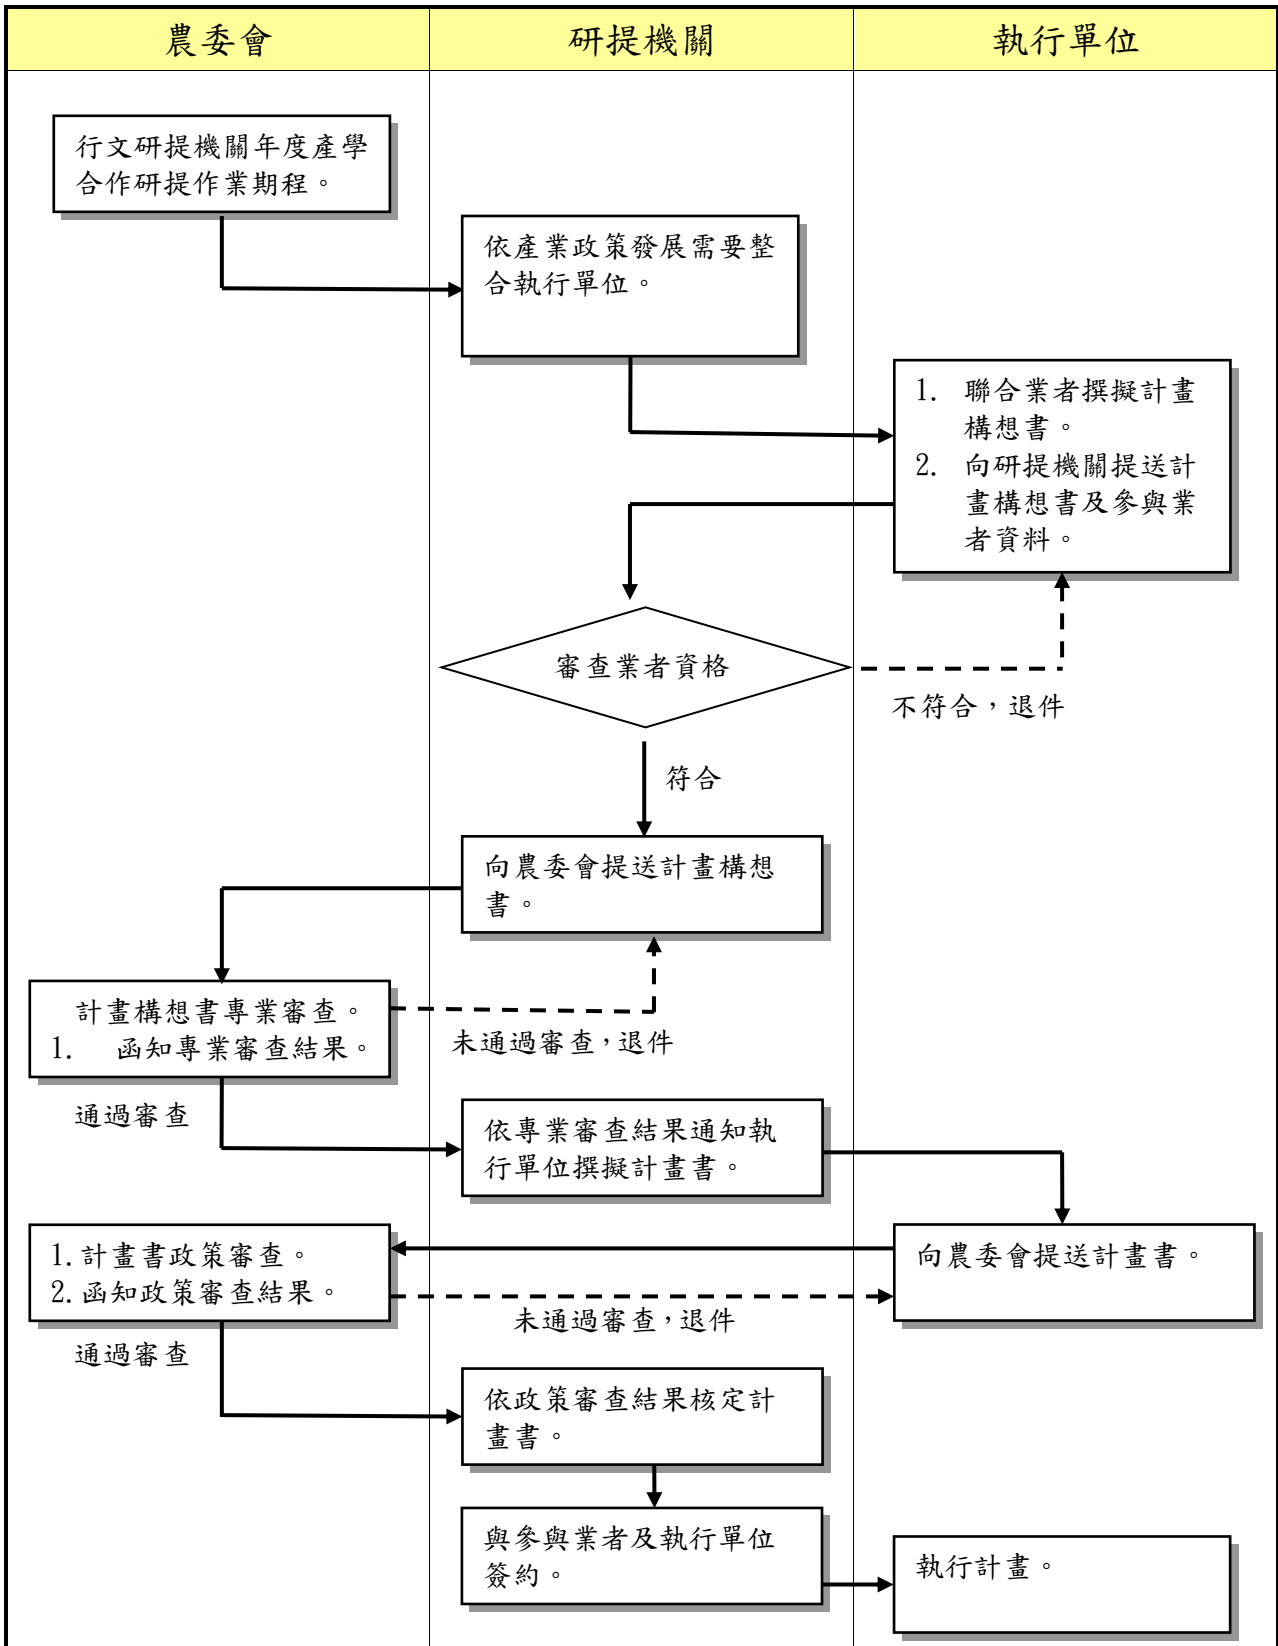 農委會
研提機關
執行單位
行文研提機關年度產學
合作研提作業期程。
依產業政策發展需要整
合執行單位。
1. 聯合業者撰擬計畫
構想書。
2. 向研提機關提送計
畫構想書及參與業
者資料。
審查業者資格
不符合，退件
符合
向農委會提送計畫構想
書。
計畫構想書專業審查。
1. 函知專業審查結果。
未通過審查，退件
通過審查
依專業審查結果通知執
行單位撰擬計畫書。
向農委會提送計畫書。
1.計畫書政策審查。
2.函知政策審查結果。
未通過審查，退件
通過審查
依政策審查結果核定計
畫書。
與參與業者及執行單位
簽約。
執行計畫。